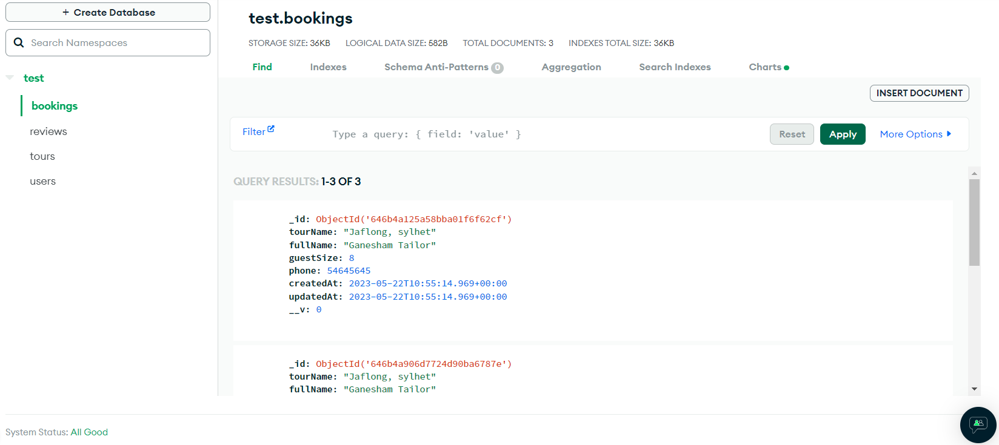 + Create Database
Search Namespaces
test
bookings
reviews
tours
users
test.bookings
STORAGE SIZE: 36KB LOGICAL DATA SIZE: 582B TOTAL DOCUMENTS: 3 INDEXES TOTAL SIZE: 36KB
Find Indexes Schema Anti-Patterns 0 Aggregation Search Indexes Charts
INSERT DOCUMENT
Filter Type a query: { field: 'value' } Reset Apply More Options
QUERY RESULTS: 1-3 OF 3
_id: ObjectId('646b4a125a58bba01f6f62cf')
tourName: "Jaflong, sylhet"
fullName: "Ganesham Tailor"
guestSize: 8
phone: 54645645
createdAt: 2023-05-22T10:55:14.969+00:00
updatedAt: 2023-05-22T10:55:14.969+00:00
__v: 0
_id: ObjectId('646b4a906d7724d90ba6787e')
tourName: "Jaflong, sylhet"
fullName: "Ganesham Tailor"
System Status: All Good